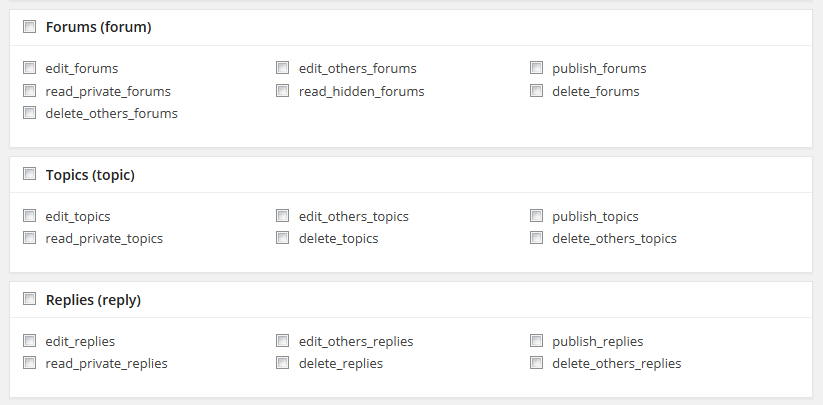 Forums (forum)
edit_forums edit_others_forums publish_forums
read_private_forums read_hidden_forums delete_forums
delete_others_forums
Topics (topic)
edit_topics edit_others_topics publish_topics
read_private_topics delete_topics delete_others_topics
Replies (reply)
edit_replies edit_others_replies publish_replies
read_private_replies delete_replies delete_others_replies